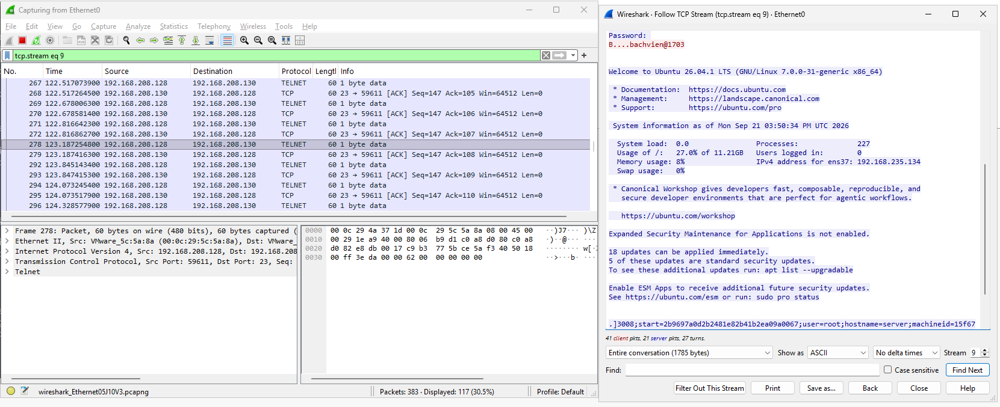 Capturing from Ethernet0
File Edit View Go Capture Analyze Statistics Telephony Wireless Tools Help
tcp.stream eq 9
No. Time Source Destination Protocol Lengtl Info
267 122.517073900 192.168.208.128 192.168.208.130 TELNET 60 1 byte data
268 122.517264500 192.168.208.130 192.168.208.128 TCP 60 23 → 59611 [ACK] Seq=147 Ack=105 Win=64512 Len=0
269 122.678006300 192.168.208.128 192.168.208.130 TELNET 60 1 byte data
270 122.678581400 192.168.208.130 192.168.208.128 TCP 60 23 → 59611 [ACK] Seq=147 Ack=106 Win=64512 Len=0
271 122.816642300 192.168.208.128 192.168.208.130 TELNET 60 1 byte data
272 122.816862700 192.168.208.130 192.168.208.128 TCP 60 23 → 59611 [ACK] Seq=147 Ack=107 Win=64512 Len=0
278 123.187254800 192.168.208.128 192.168.208.130 TELNET 60 1 byte data
279 123.187416300 192.168.208.130 192.168.208.128 TCP 60 23 → 59611 [ACK] Seq=147 Ack=108 Win=64512 Len=0
292 123.845143400 192.168.208.128 192.168.208.130 TELNET 60 1 byte data
293 123.847415300 192.168.208.130 192.168.208.128 TCP 60 23 → 59611 [ACK] Seq=147 Ack=109 Win=64512 Len=0
294 124.073245400 192.168.208.128 192.168.208.130 TELNET 60 1 byte data
295 124.073517900 192.168.208.130 192.168.208.128 TCP 60 23 → 59611 [ACK] Seq=147 Ack=110 Win=64512 Len=0
296 124.328577900 192.168.208.128 192.168.208.130 TELNET 60 1 byte data
Frame 278: Packet, 60 bytes on wire (480 bits), 60 bytes captured (
Ethernet II, Src: VMware_5c:5a:8a (00:0c:29:5c:5a:8a), Dst: VMware_
Internet Protocol Version 4, Src: 192.168.208.128, Dst: 192.168.208
Transmission Control Protocol, Src Port: 59611, Dst Port: 23, Seq:
Telnet
0000 00 0c 29 4a 37 1d 00 0c 29 5c 5a 8a 08 00 45 00 ··)J7··· )\Z
0010 00 29 1e a9 40 00 80 06 b9 d1 c0 a8 d0 80 c0 a8 ·)··@··· ····
0020 d0 82 e8 db 00 17 c9 b3 77 5b ce 5a f3 40 50 18 ········ w[·Z
0030 00 ff 3e da 00 00 62 00 00 00 00 00 ··>···b· ····
wireshark_Ethernet05J10V3.pcapng
Packets: 383 · Displayed: 117 (30.5%)
Profile: Default
Wireshark · Follow TCP Stream (tcp.stream eq 9) · Ethernet0
Password:
B....bachvien@1703
Welcome to Ubuntu 26.04.1 LTS (GNU/Linux 7.0.0-31-generic x86_64)
* Documentation: https://docs.ubuntu.com
* Management: https://landscape.canonical.com
* Support: https://ubuntu.com/pro
System information as of Mon Sep 21 03:50:34 PM UTC 2026
System load: 0.0 Processes: 227
Usage of /: 27.0% of 11.21GB Users logged in: 0
Memory usage: 8% IPv4 address for ens37: 192.168.235.134
Swap usage: 0%
* Canonical Workshop gives developers fast, composable, reproducible, and
secure developer environments that are perfect for agentic workflows.
https://ubuntu.com/workshop
Expanded Security Maintenance for Applications is not enabled.
18 updates can be applied immediately.
5 of these updates are standard security updates.
To see these additional updates run: apt list --upgradable
Enable ESM Apps to receive additional future security updates.
See https://ubuntu.com/esm or run: sudo pro status
.]3008;start=2b9697a0d2b2481e82b41b2ea09a0067;user=root;hostname=server;machineid=15f67
41 client pkts, 21 server pkts, 27 turns.
Entire conversation (1785 bytes) Show as ASCII No delta times Stream 9
Find: Case sensitive Find Next
Filter Out This Stream Print Save as... Back Close Help